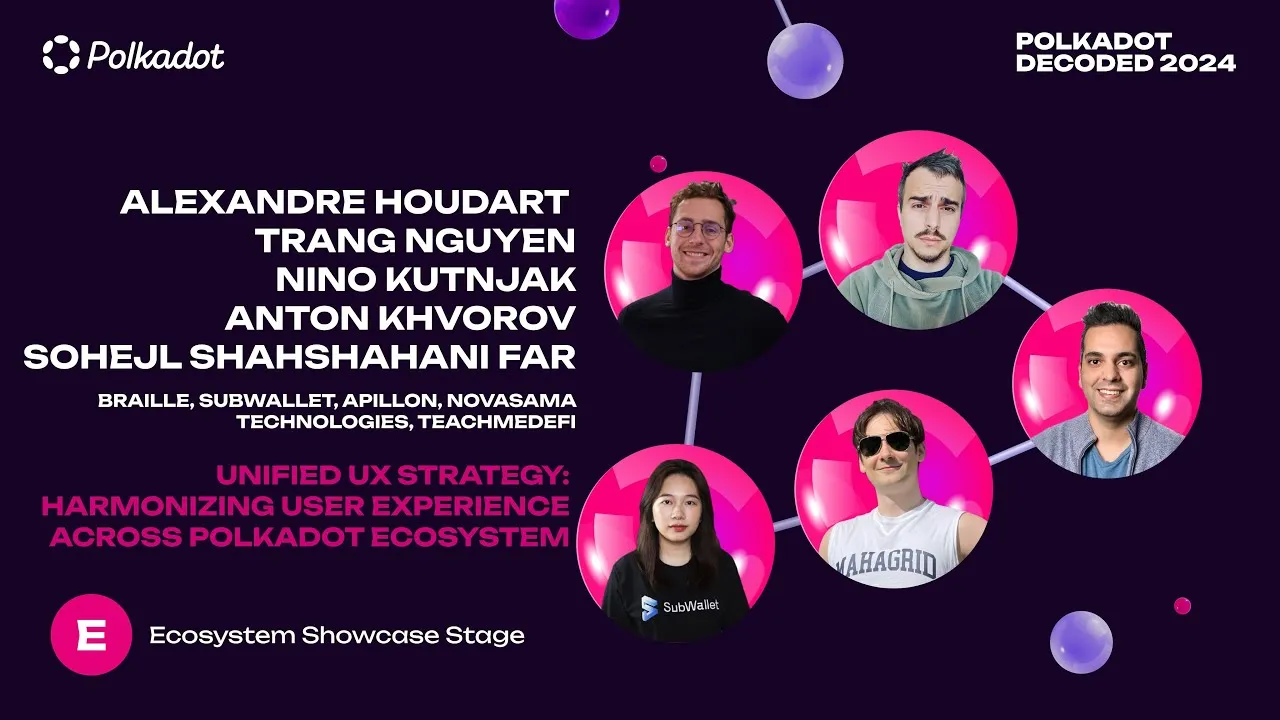 Polkadot
POLKADOT
DECODED 2024
ALEXANDRE HOUDART
TRANG NGUYEN
NINO KUTNJAK
ANTON KHVOROV
SOHEJL SHAHSHAHANI FAR
BRAILLE, SUBWALLET, APILLON, NOVASAMA
TECHNOLOGIES, TEACHMEDEFI
UNIFIED UX STRATEGY:
HARMONIZING USER EXPERIENCE
ACROSS POLKADOT ECOSYSTEM
E
Ecosystem Showcase Stage
SubWallet
MAHAGRID